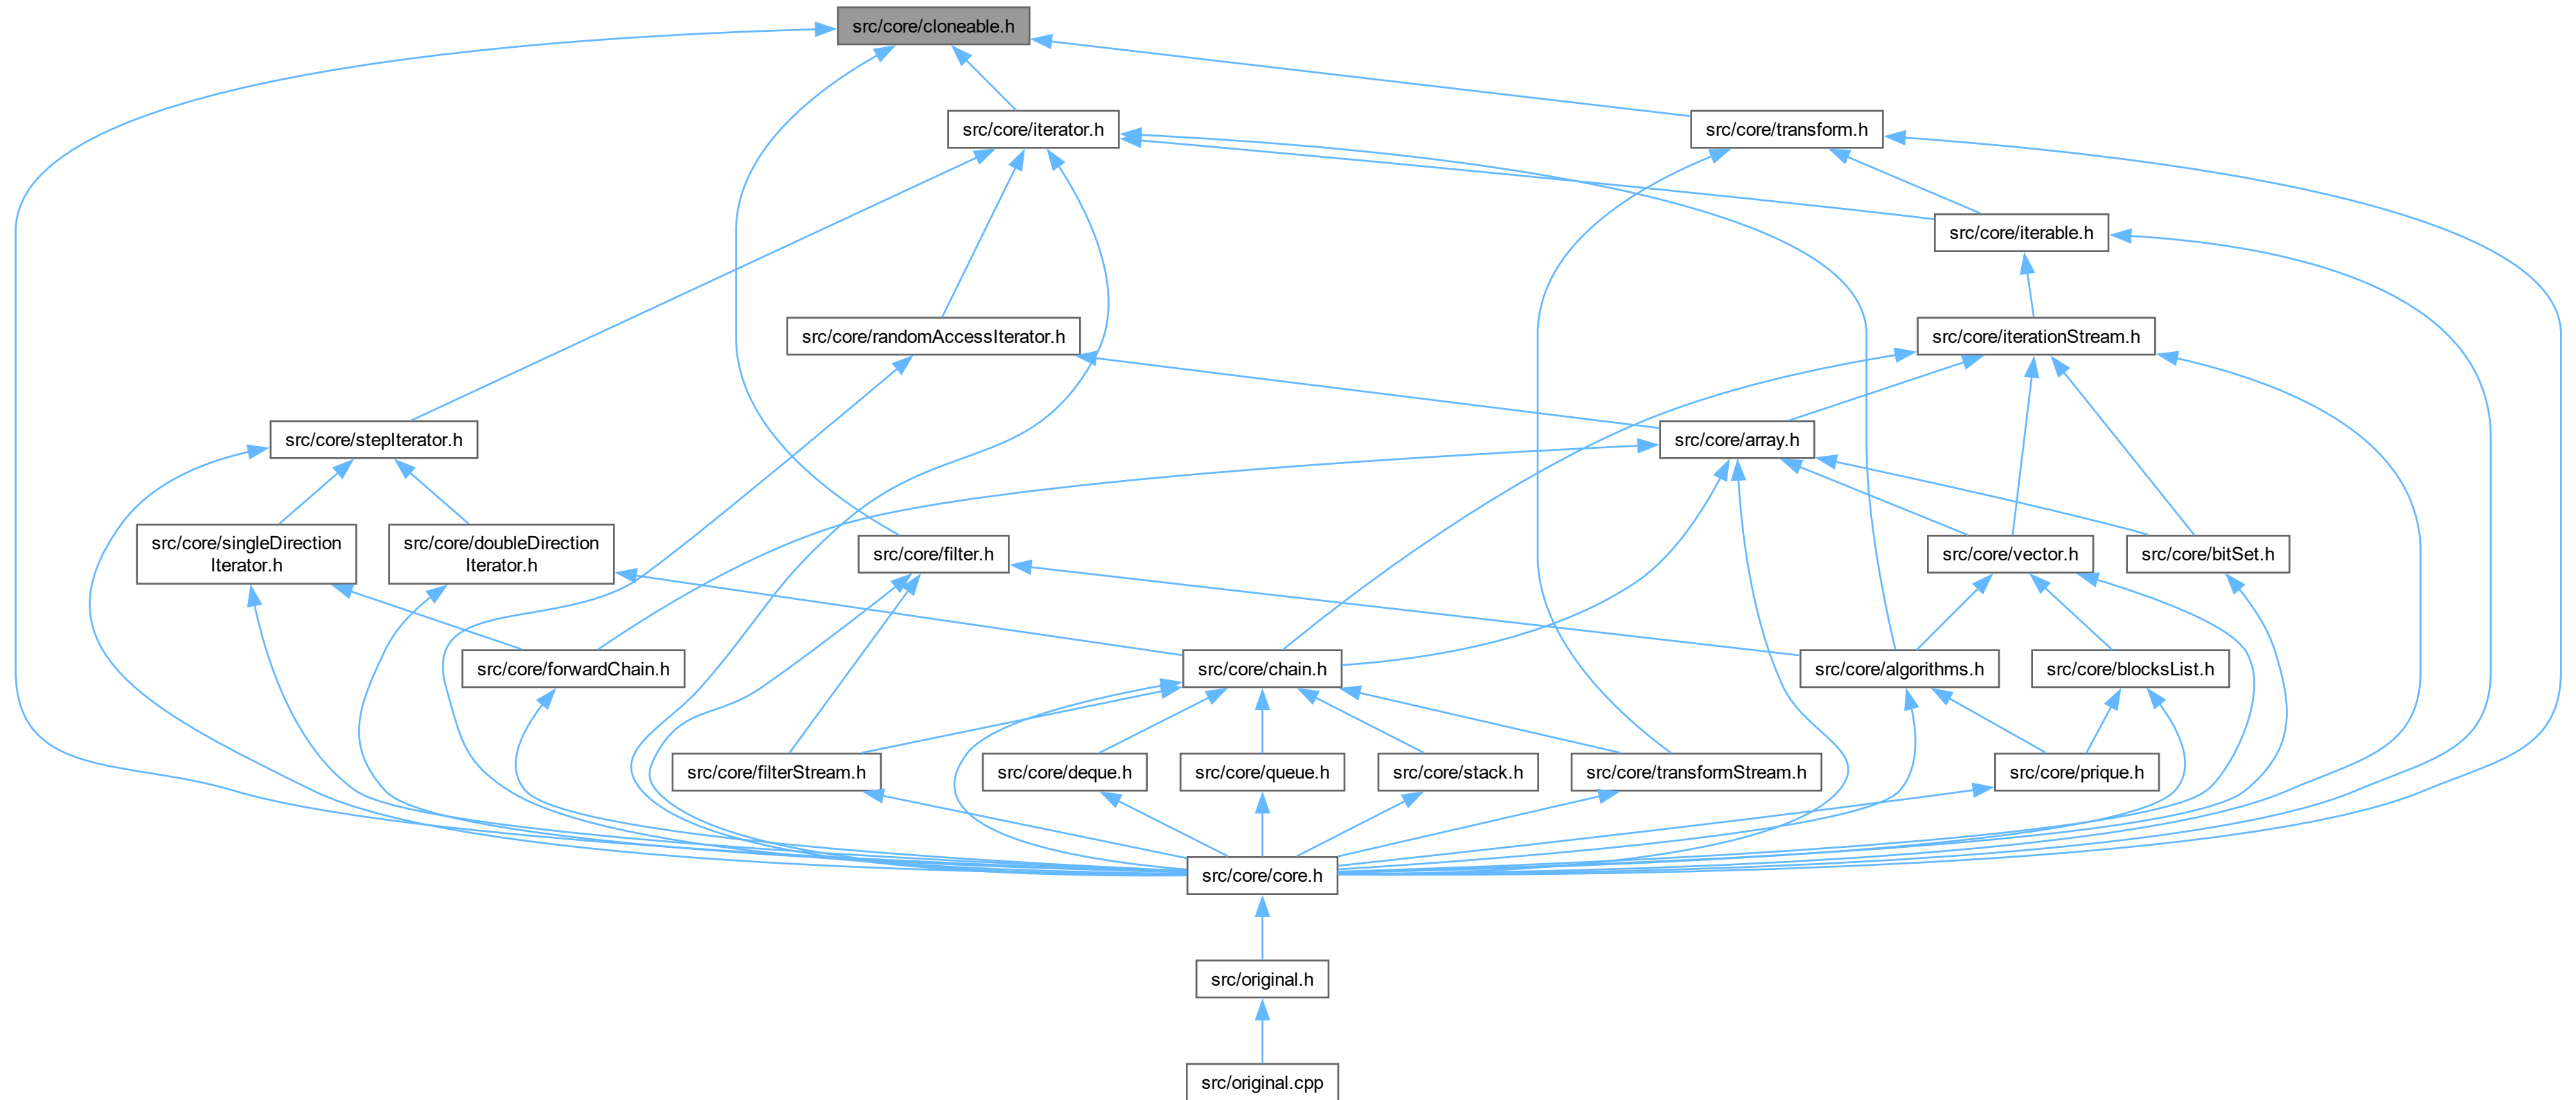 src/core/cloneable.h
src/core/iterator.h
src/core/transform.h
src/core/iterable.h
src/core/randomAccessIterator.h
src/core/iterationStream.h
src/core/stepIterator.h
src/core/array.h
src/core/singleDirection
Iterator.h
src/core/doubleDirection
Iterator.h
src/core/filter.h
src/core/vector.h
src/core/bitSet.h
src/core/forwardChain.h
src/core/chain.h
src/core/algorithms.h
src/core/blocksList.h
src/core/filterStream.h
src/core/deque.h
src/core/queue.h
src/core/stack.h
src/core/transformStream.h
src/core/prique.h
src/core/core.h
src/original.h
src/original.cpp